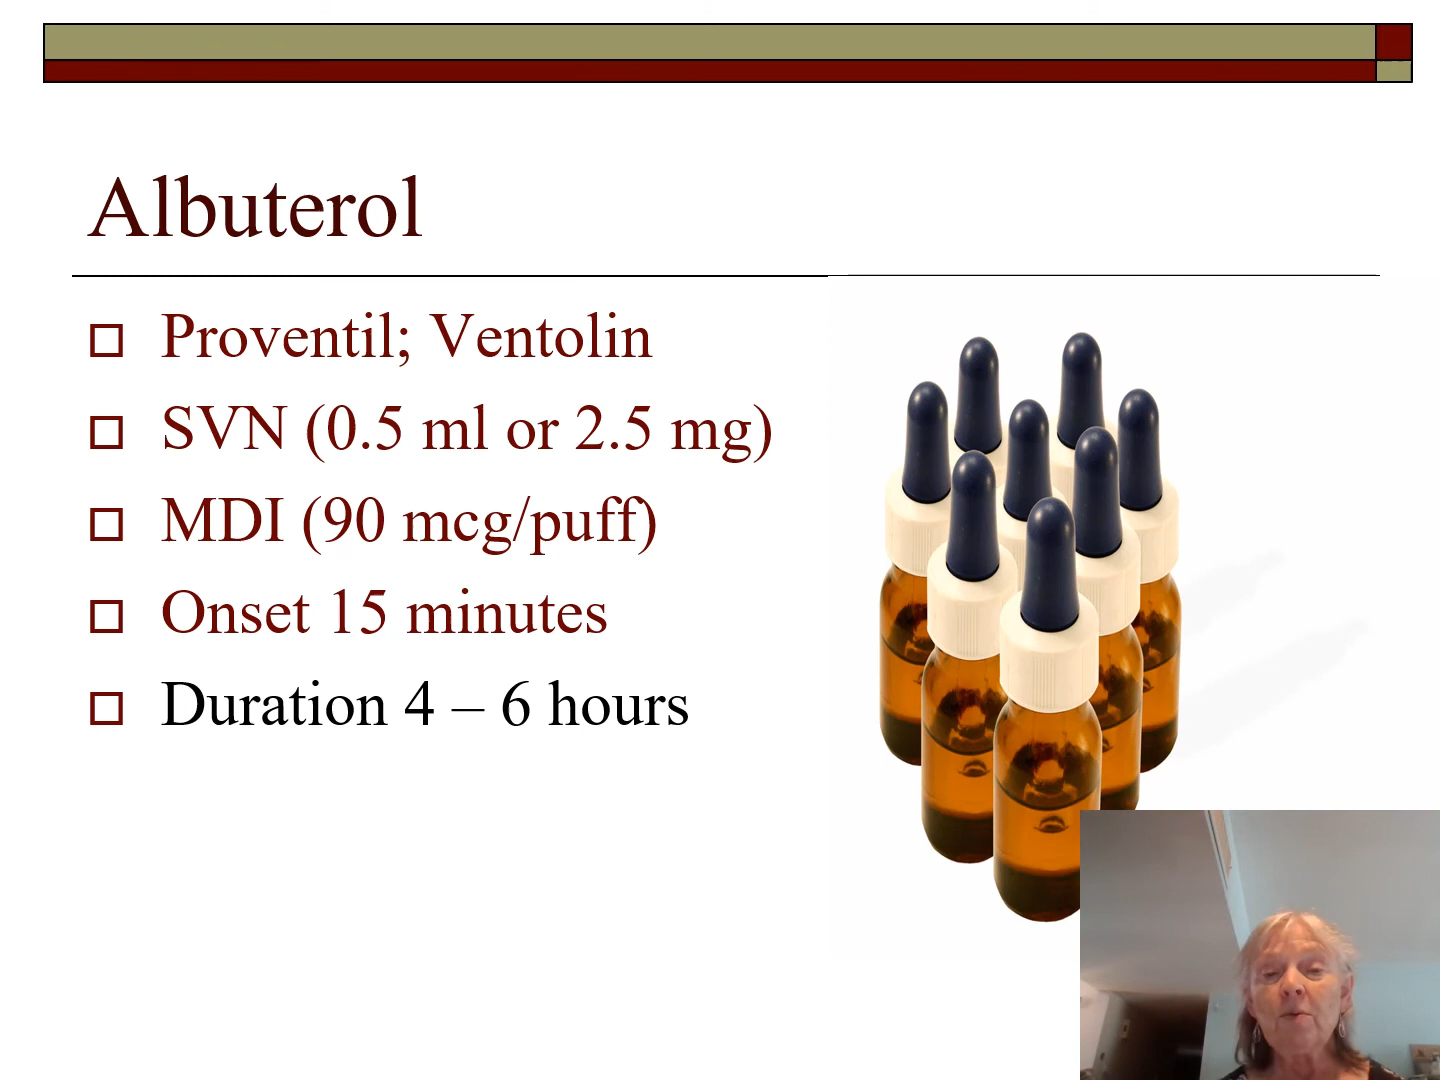 Albuterol
Proventil; Ventolin
SVN (0.5 ml or 2.5 mg)
MDI (90 mcg/puff)
Onset 15 minutes
Duration 4 – 6 hours